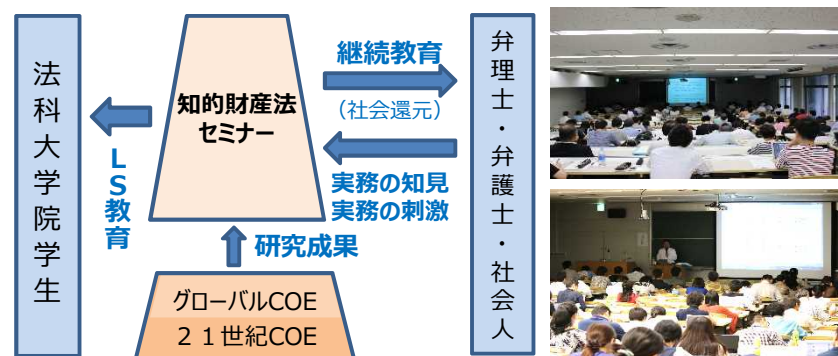 法科大学院学生
LS教育
知的財産法
セミナー
継続教育
（社会還元）
実務の知見
実務の刺激
弁理士・弁護士・社会人
研究成果
グローバルCOE
２１世紀COE